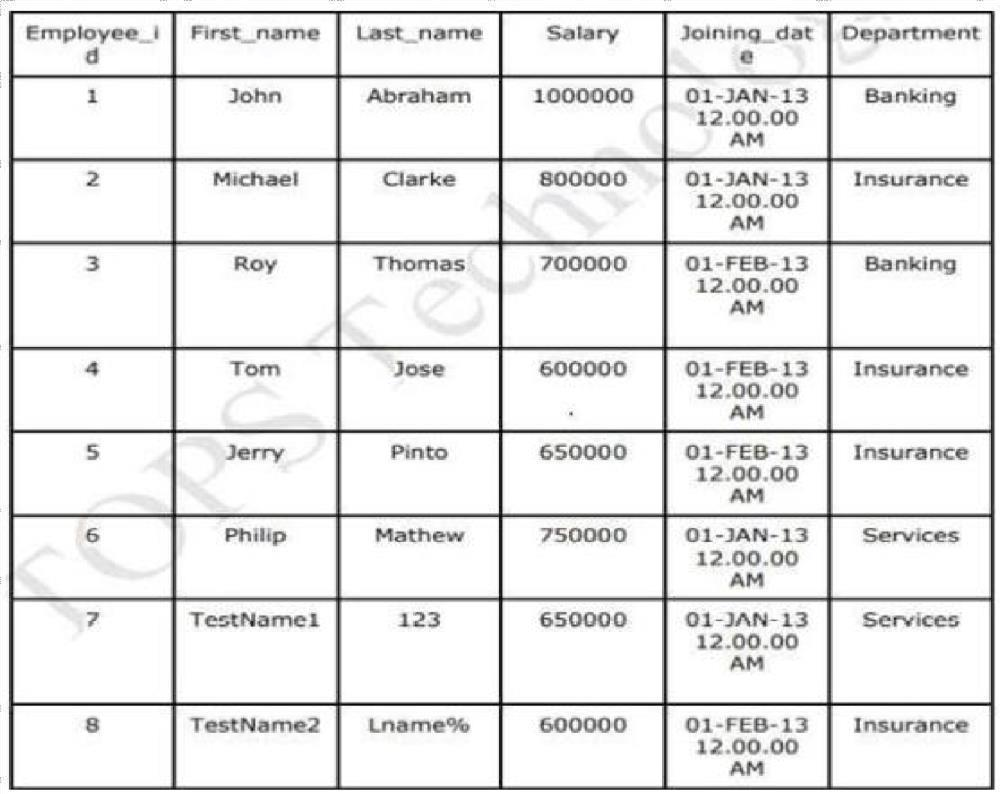 Employee_i First_name Last_name Salary Joining_dat Department
d e
1 John Abraham 1000000 01-JAN-13 Banking
12.00.00
AM
2 Michael Clarke 800000 01-JAN-13 Insurance
12.00.00
AM
3 Roy Thomas 700000 01-FEB-13 Banking
12.00.00
AM
4 Tom Jose 600000 01-FEB-13 Insurance
12.00.00
AM
5 Jerry Pinto 650000 01-FEB-13 Insurance
12.00.00
AM
6 Philip Mathew 750000 01-JAN-13 Services
12.00.00
AM
7 TestName1 123 650000 01-JAN-13 Services
12.00.00
AM
8 TestName2 Lname% 600000 01-FEB-13 Insurance
12.00.00
AM
TOPS Technolog